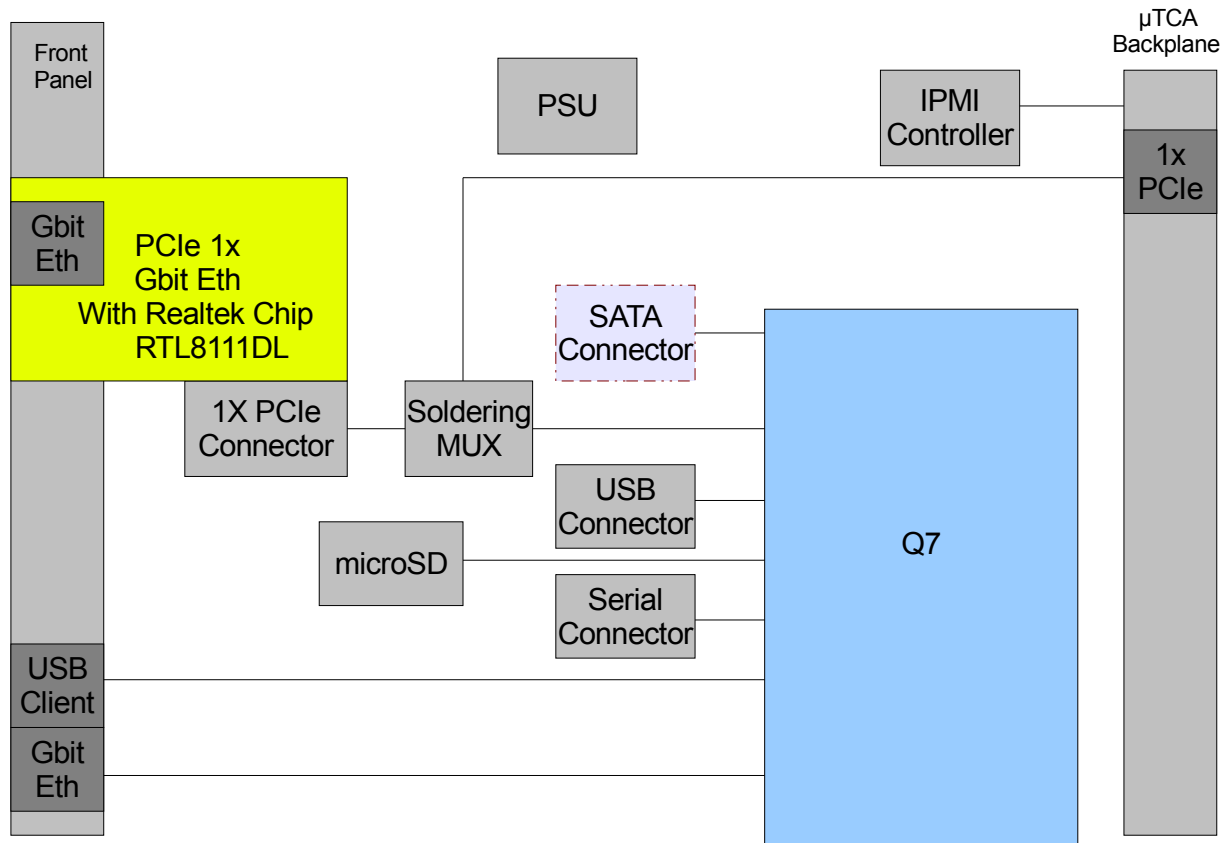 µTCA
Backplane
Front
Panel
PSU
IPMI
Controller
1x
PCIe
Gbit
Eth
PCIe 1x
Gbit Eth
With Realtek Chip
RTL8111DL
SATA
Connector
1X PCIe
Connector
Soldering
MUX
USB
Connector
Q7
microSD
Serial
Connector
USB
Client
Gbit
Eth